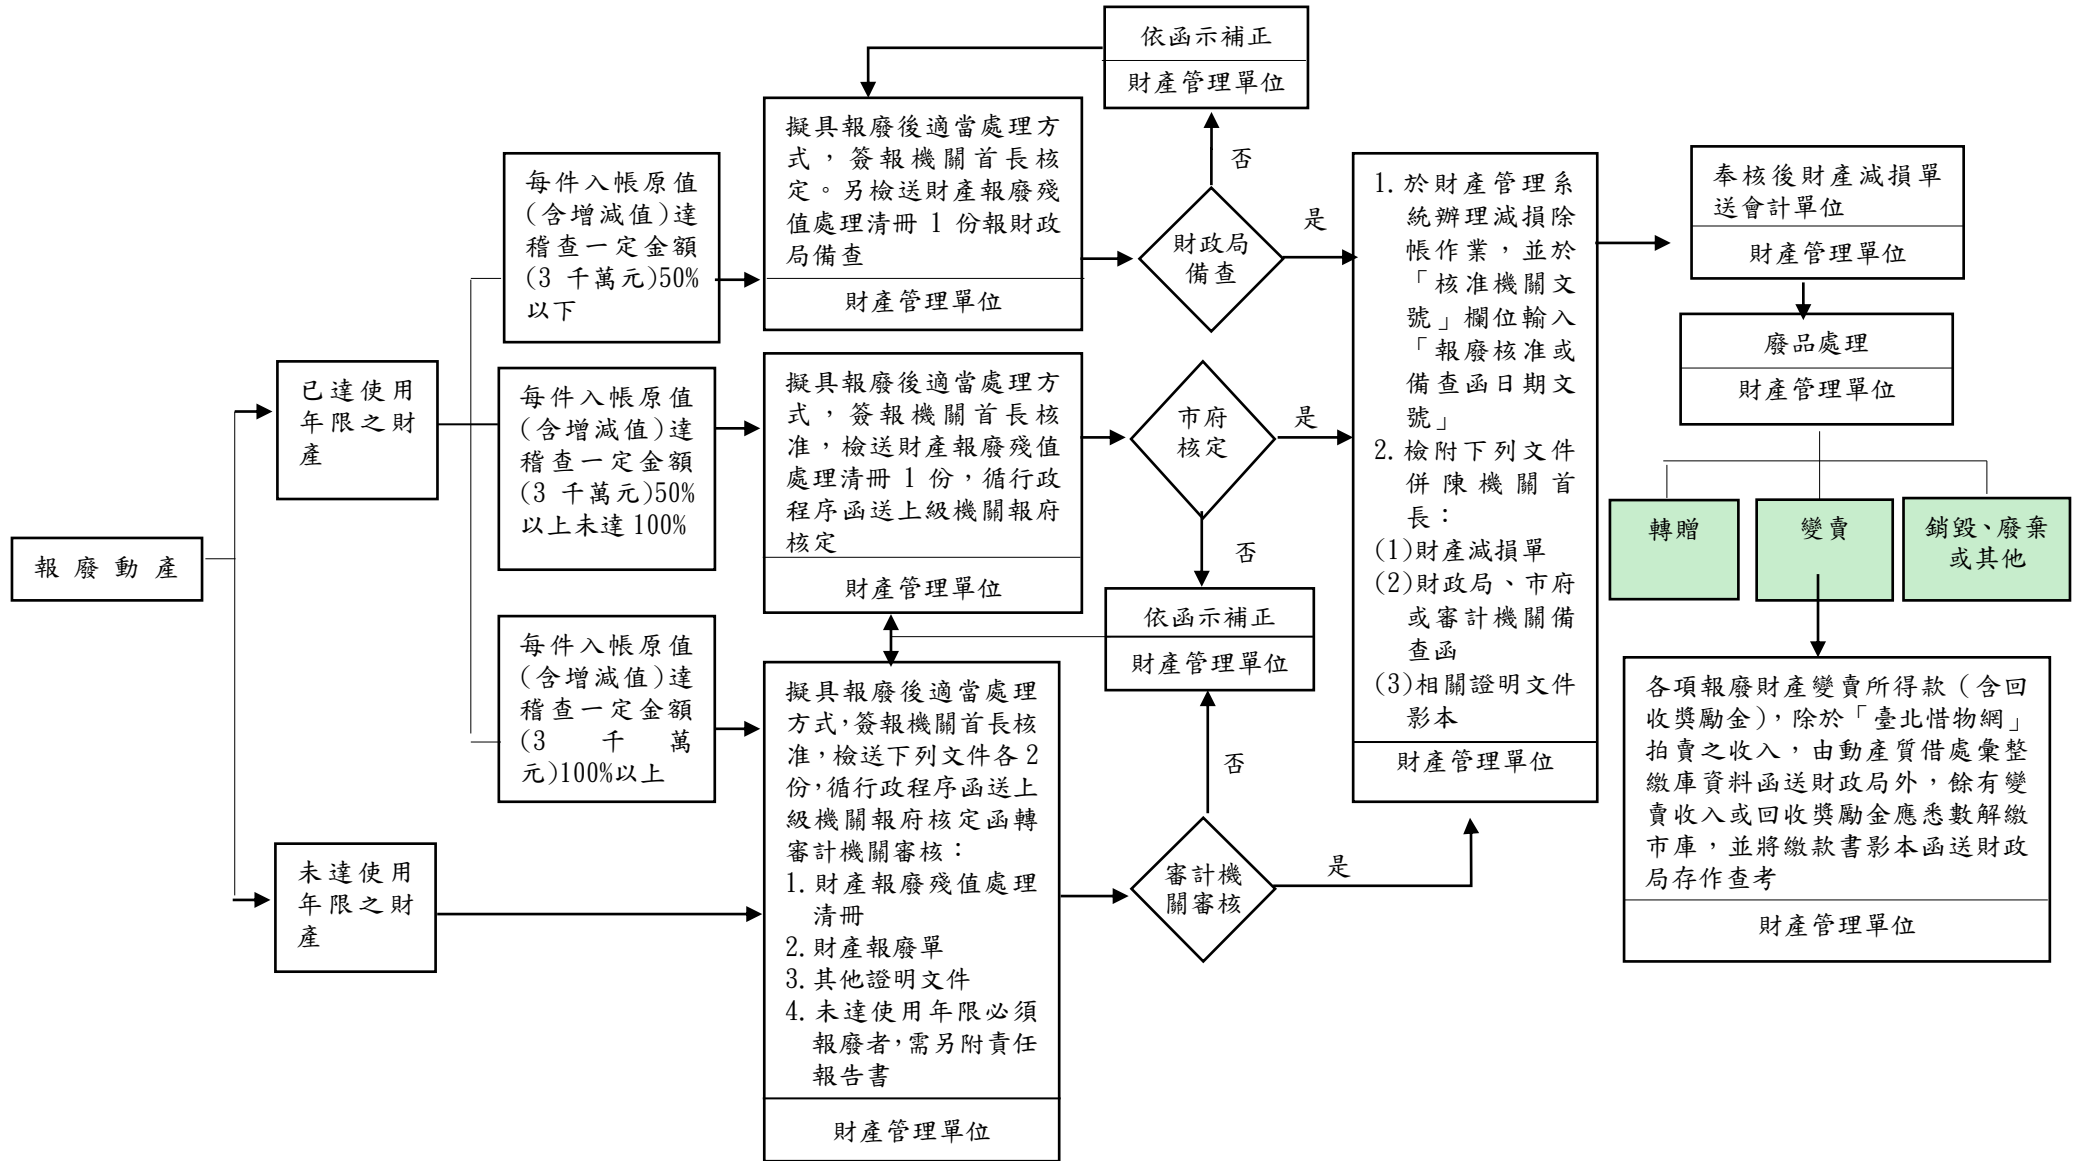 報廢動產
已達使用
年限之財
產
未達使用
年限之財
產
每件入帳原值
(含增減值)達
稽查一定金額
(3 千萬元)50%
以下
每件入帳原值
(含增減值)達
稽查一定金額
(3 千萬元)50%
以上未達100%
每件入帳原值
(含增減值)達
稽查一定金額
(3 千 萬
元)100%以上
擬具報廢後適當處理方
式，簽報機關首長核
定。另檢送財產報廢殘
值處理清冊 1 份報財政
局備查
財產管理單位
擬具報廢後適當處理方
式，簽報機關首長核
准，檢送財產報廢殘值
處理清冊 1 份，循行政
程序函送上級機關報府
核定
財產管理單位
擬具報廢後適當處理
方式，簽報機關首長核
准，檢送下列文件各 2
份，循行政程序函送上
級機關報府核定函轉
審計機關審核：
1. 財產報廢殘值處理
清冊
2. 財產報廢單
3. 其他證明文件
4. 未達使用年限必須
報廢者，需另附責任
報告書
財產管理單位
依函示補正
財產管理單位
否
財政局
備查
是
市府
核定
是
否
依函示補正
財產管理單位
否
審計機
關審核
是
1. 於財產管理系
統辦理減損除
帳作業，並於
「核准機關文
號」欄位輸入
「報廢核准或
備查函日期文
號」
2. 檢附下列文件
併陳機關首
長：
(1)財產減損單
(2)財政局、市府
或審計機關備
查函
(3)相關證明文件
影本
財產管理單位
奉核後財產減損單
送會計單位
財產管理單位
廢品處理
財產管理單位
轉贈
變賣
銷毀、廢棄
或其他
各項報廢財產變賣所得款（含回
收獎勵金），除於「臺北惜物網」
拍賣之收入，由動產質借處彙整
繳庫資料函送財政局外，餘有變
賣收入或回收獎勵金應悉數解繳
市庫，並將繳款書影本函送財政
局存作查考
財產管理單位